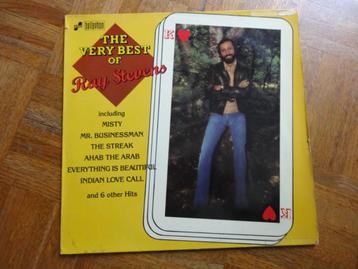 bellaphon
THE
VERY BEST
OF
Ray Stevens
including
MISTY
MR. BUSINESSMAN
THE STREAK
AHAB THE ARAB
EVERYTHING IS BEAUTIFUL
INDIAN LOVE CALL
and 6 other Hits
K
K